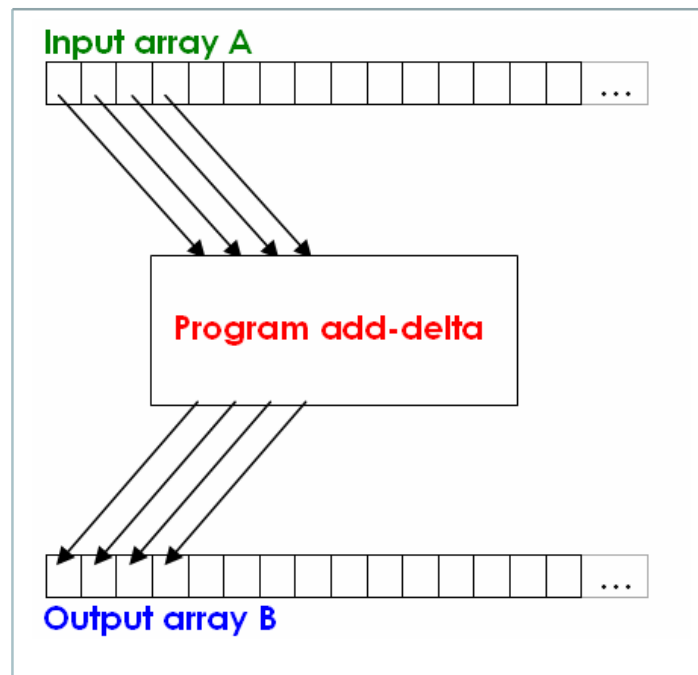 Input array A
...
Program add-delta
...
Output array B